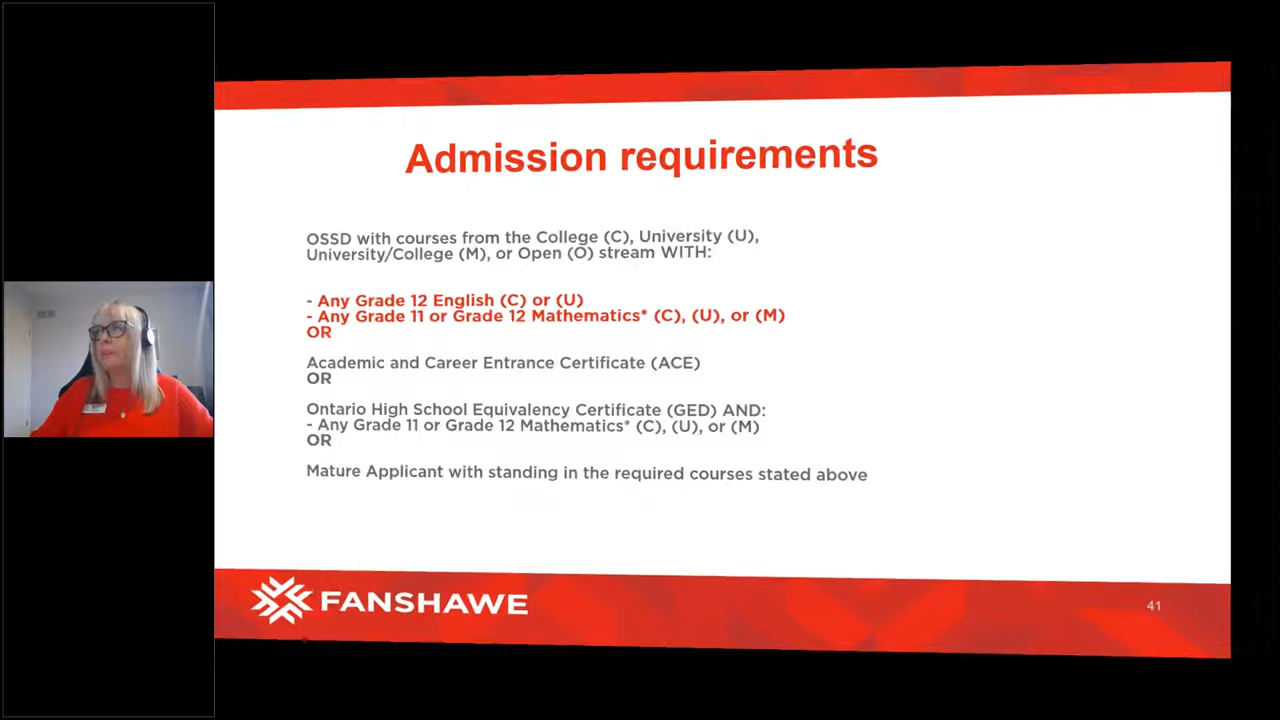 Admission requirements
OSSD with courses from the College (C), University (U),
University/College (M), or Open (O) stream WITH:
- Any Grade 12 English (C) or (U)
- Any Grade 11 or Grade 12 Mathematics* (C), (U), or (M)
OR
Academic and Career Entrance Certificate (ACE)
OR
Ontario High School Equivalency Certificate (GED) AND:
- Any Grade 11 or Grade 12 Mathematics* (C), (U), or (M)
OR
Mature Applicant with standing in the required courses stated above
FANSHAWE
41